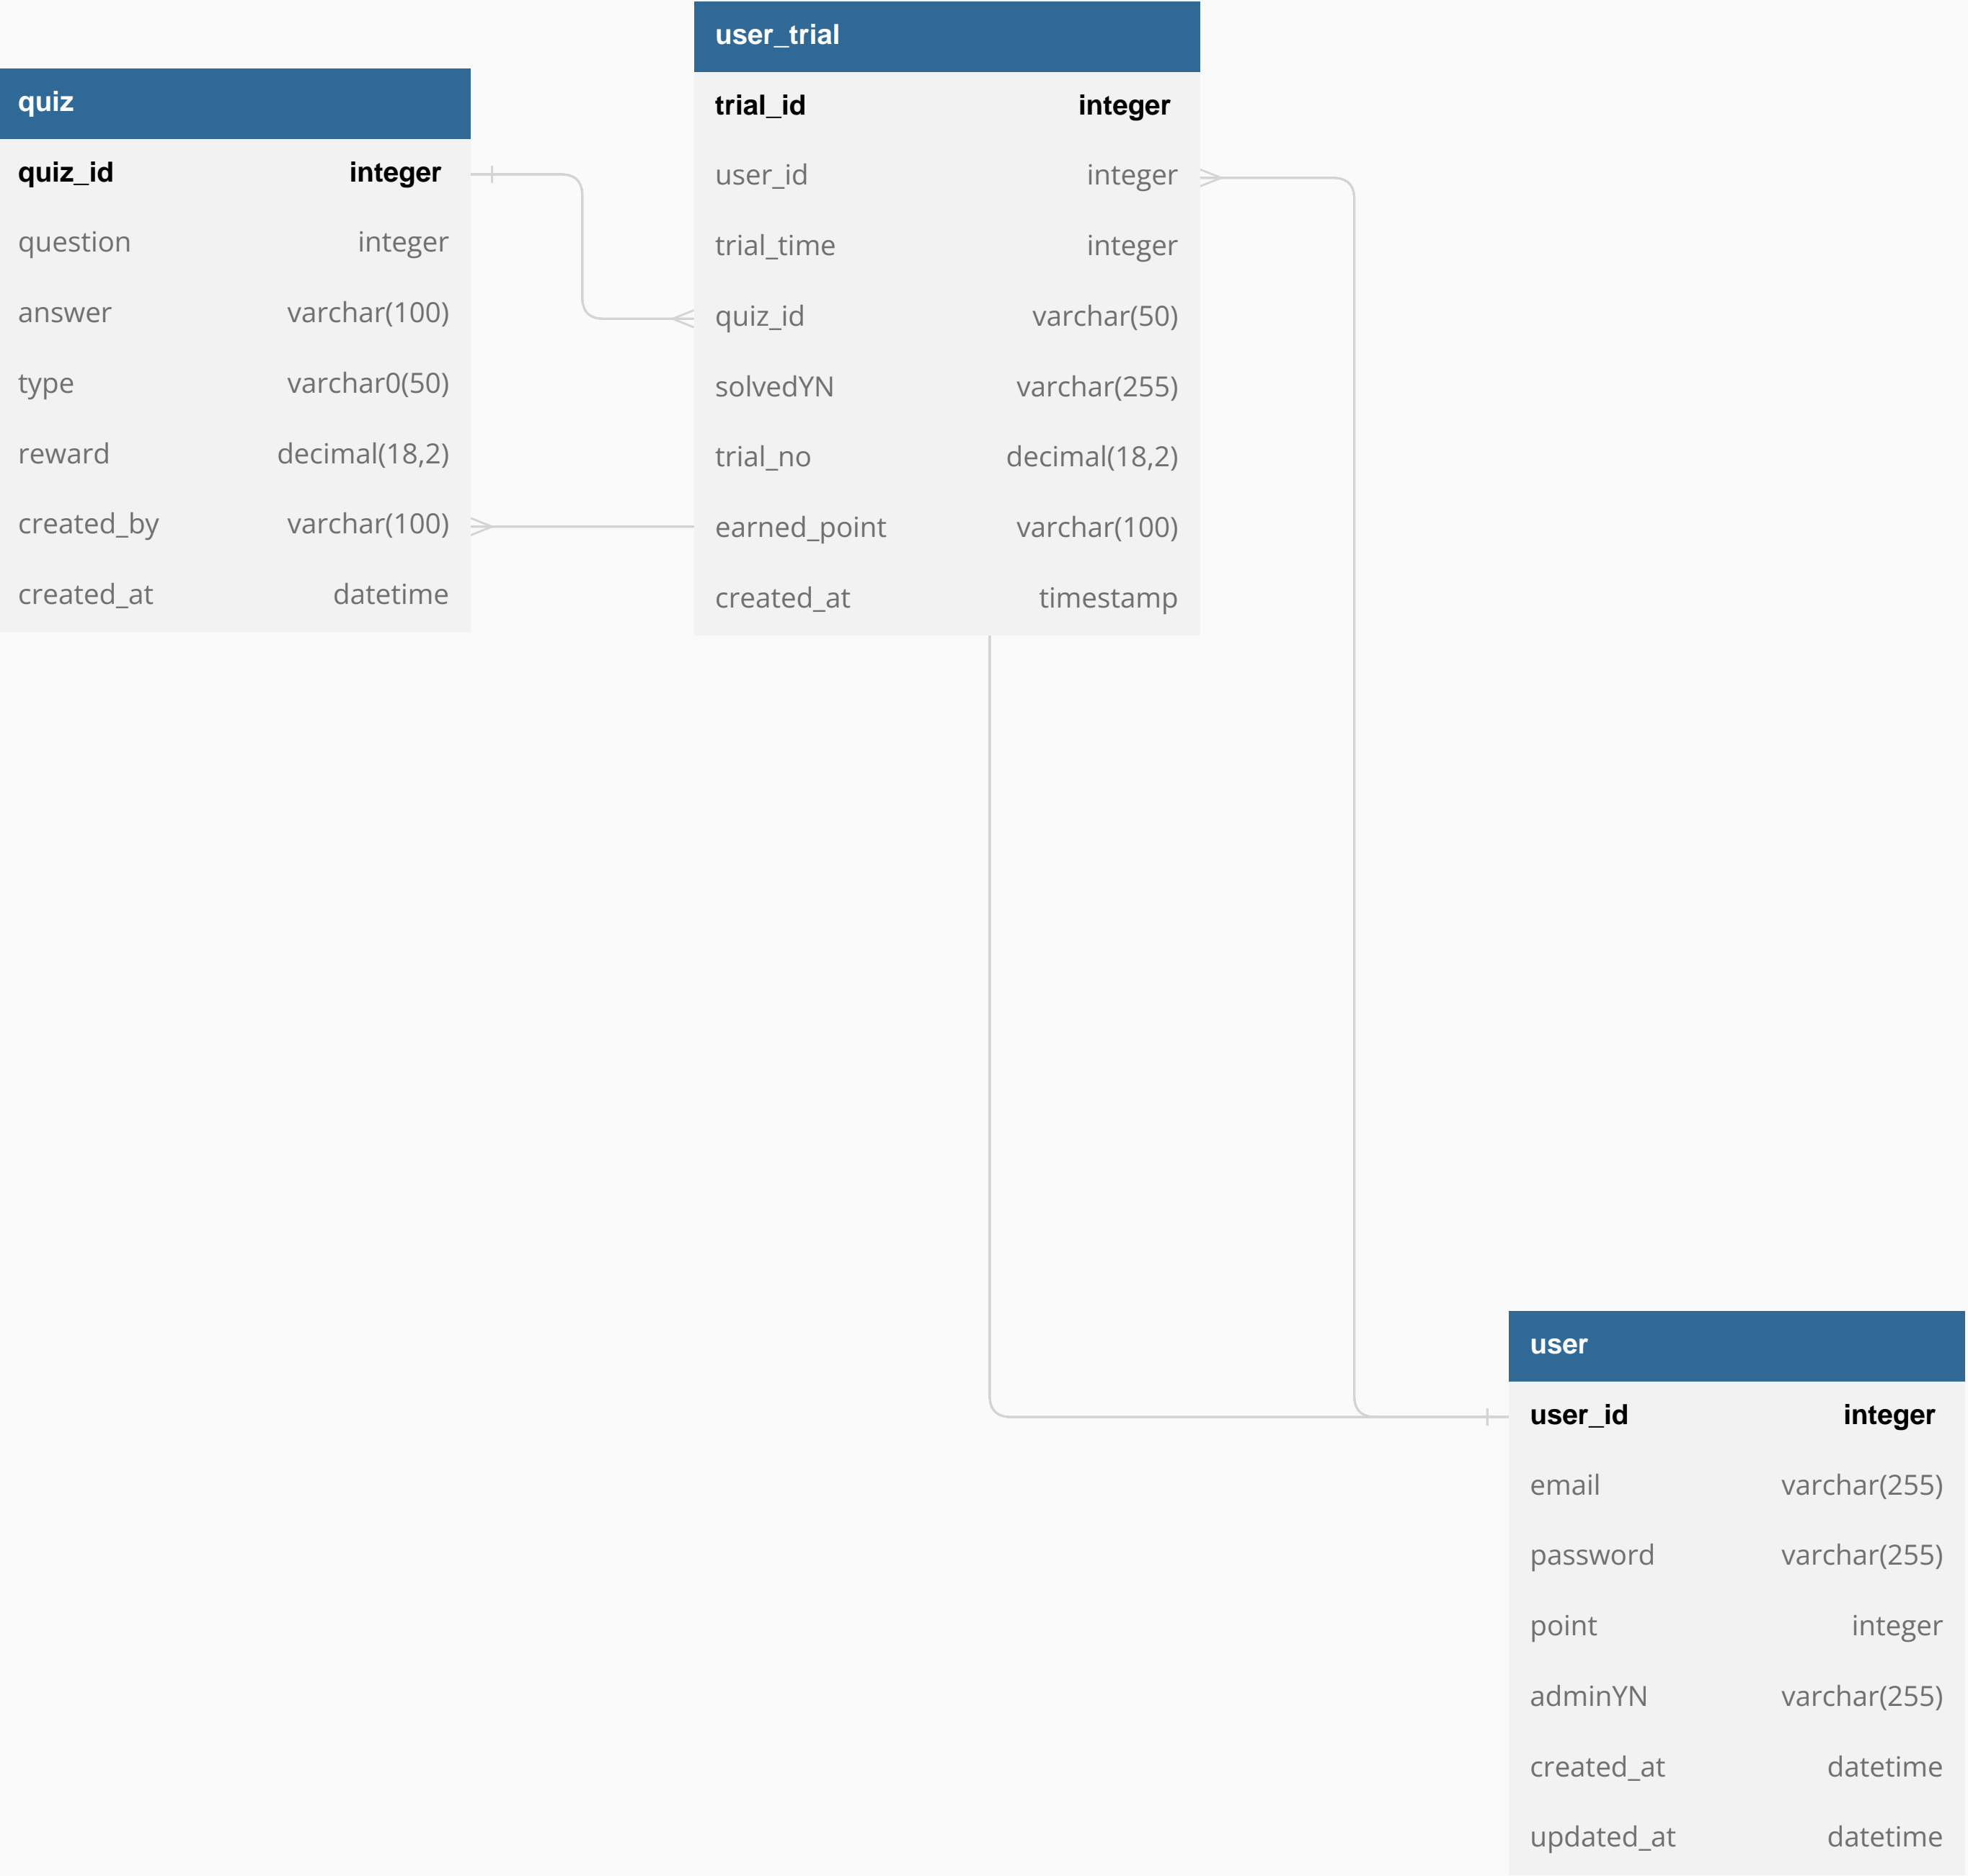 quiz
quiz_id integer
question integer
answer varchar(100)
type varchar0(50)
reward decimal(18,2)
created_by varchar(100)
created_at datetime
user_trial
trial_id integer
user_id integer
trial_time integer
quiz_id varchar(50)
solvedYN varchar(255)
trial_no decimal(18,2)
earned_point varchar(100)
created_at timestamp
user
user_id integer
email varchar(255)
password varchar(255)
point integer
adminYN varchar(255)
created_at datetime
updated_at datetime